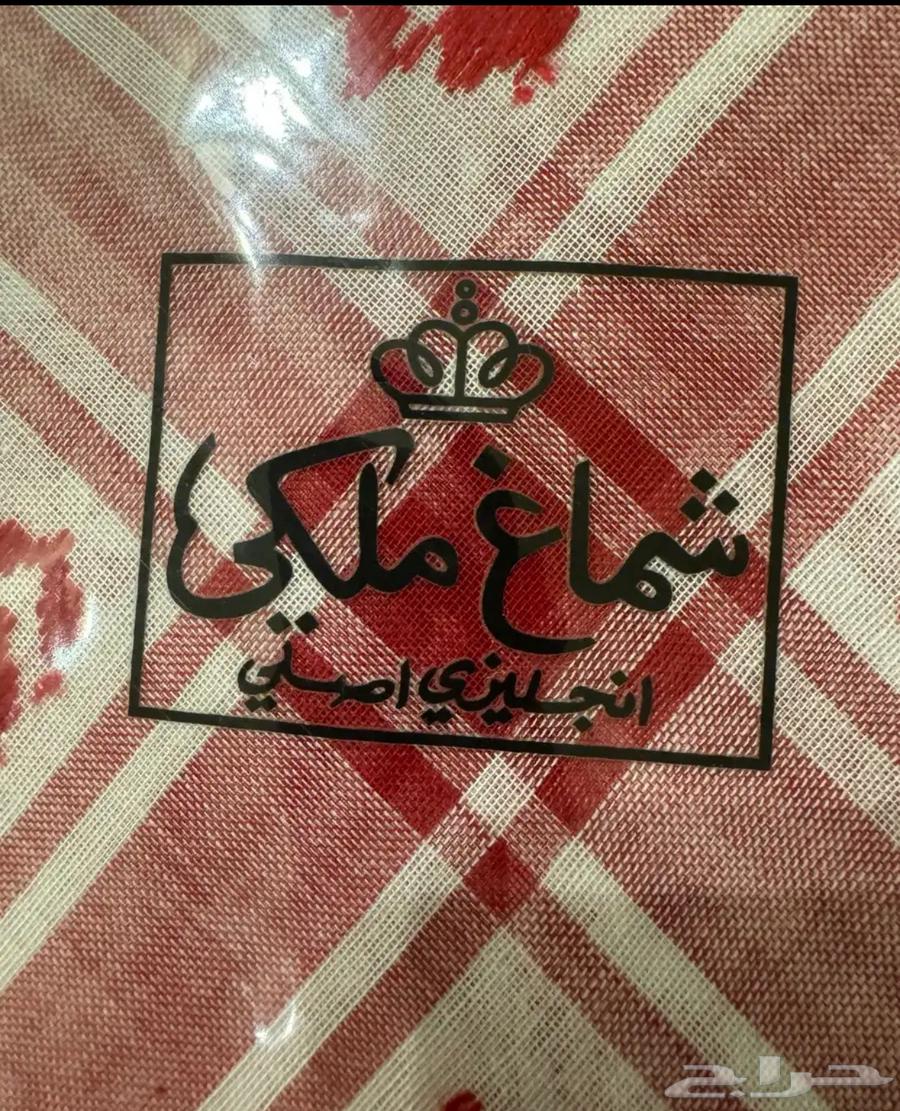 شماغ ملكي
انجليزي اصلي
حراج